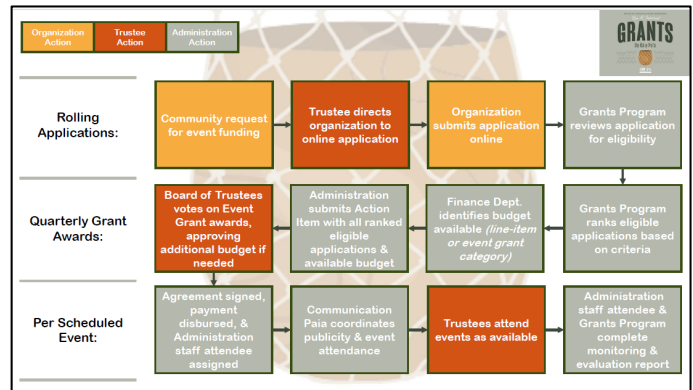 Organization
Action
Trustee
Action
Administration
Action
GRANTS
Rolling
Applications:
Community request
for event funding
Trustee directs
organization to
online application
Organization
submits application
online
Grants Program
reviews application
for eligibility
Quarterly Grant
Awards:
Board of Trustees
votes on Event
Grant awards,
approving
additional budget if
needed
Administration
submits Action
Item with all ranked
eligible
applications &
available budget
Finance Dept.
identifies budget
available (line-item
or event grant
category)
Grants Program
ranks eligible
applications based
on criteria
Per Scheduled
Event:
Agreement signed,
payment
disbursed, &
Administration
staff attendee
assigned
Communication
Paia coordinates
publicity & event
attendance
Trustees attend
events as available
Administration
staff attendee &
Grants Program
complete
monitoring &
evaluation report